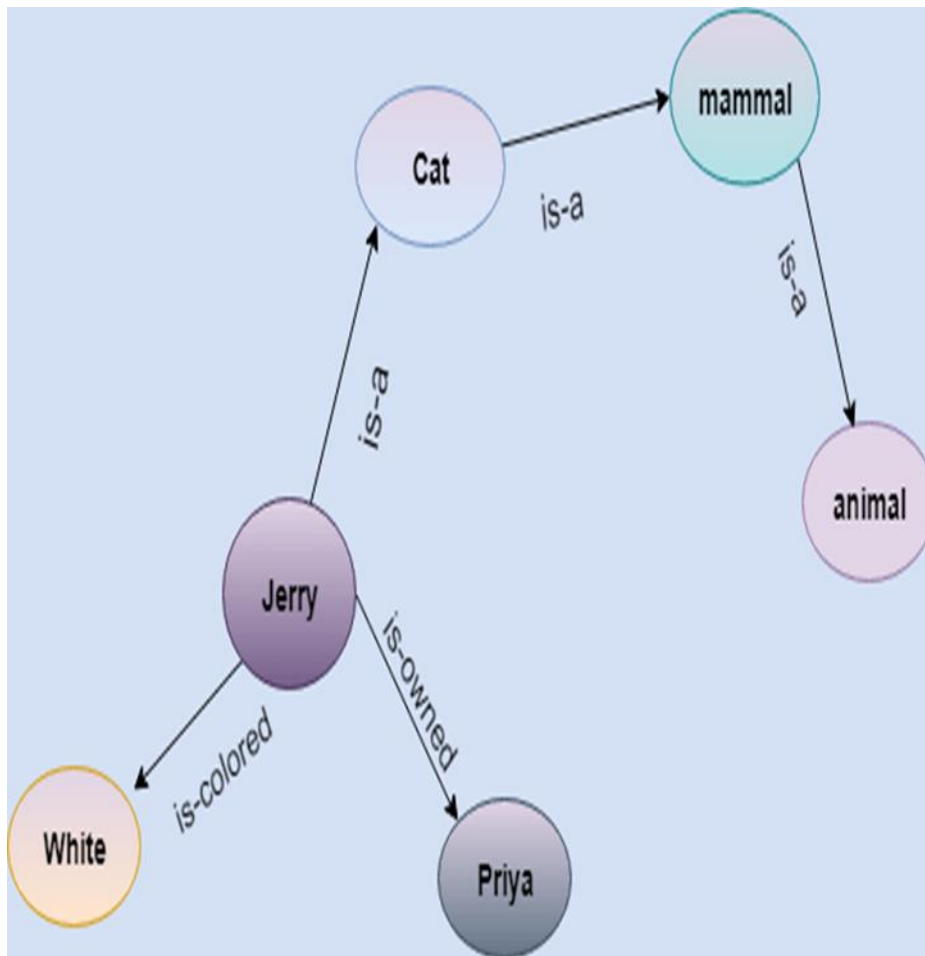 mammal
Cat
is-a
is-a
is-a
animal
Jerry
is-owned
is-colored
White
Priya